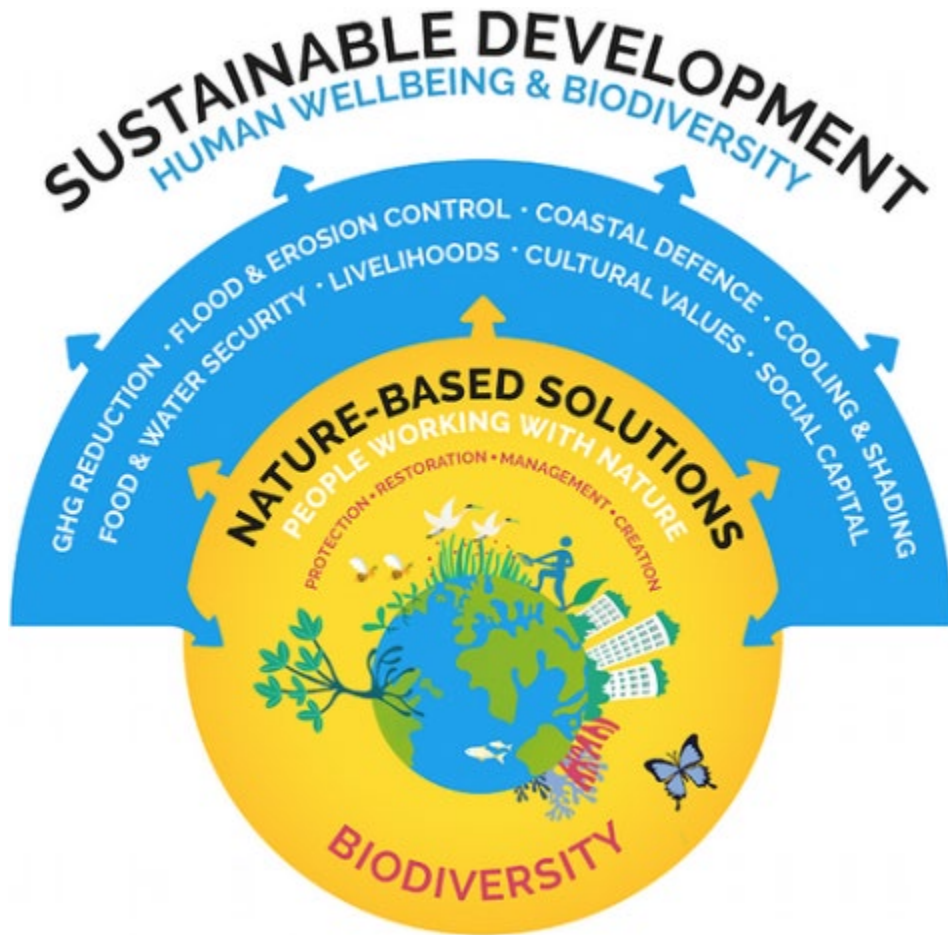 SUSTAINABLE DEVELOPMENT
HUMAN WELLBEING & BIODIVERSITY
GHG REDUCTION · FLOOD & EROSION CONTROL · COASTAL DEFENCE · COOLING & SHADING
FOOD & WATER SECURITY · LIVELIHOODS · CULTURAL VALUES · SOCIAL CAPITAL
NATURE-BASED SOLUTIONS
PEOPLE WORKING WITH NATURE
PROTECTION • RESTORATION • MANAGEMENT • CREATION
BIODIVERSITY